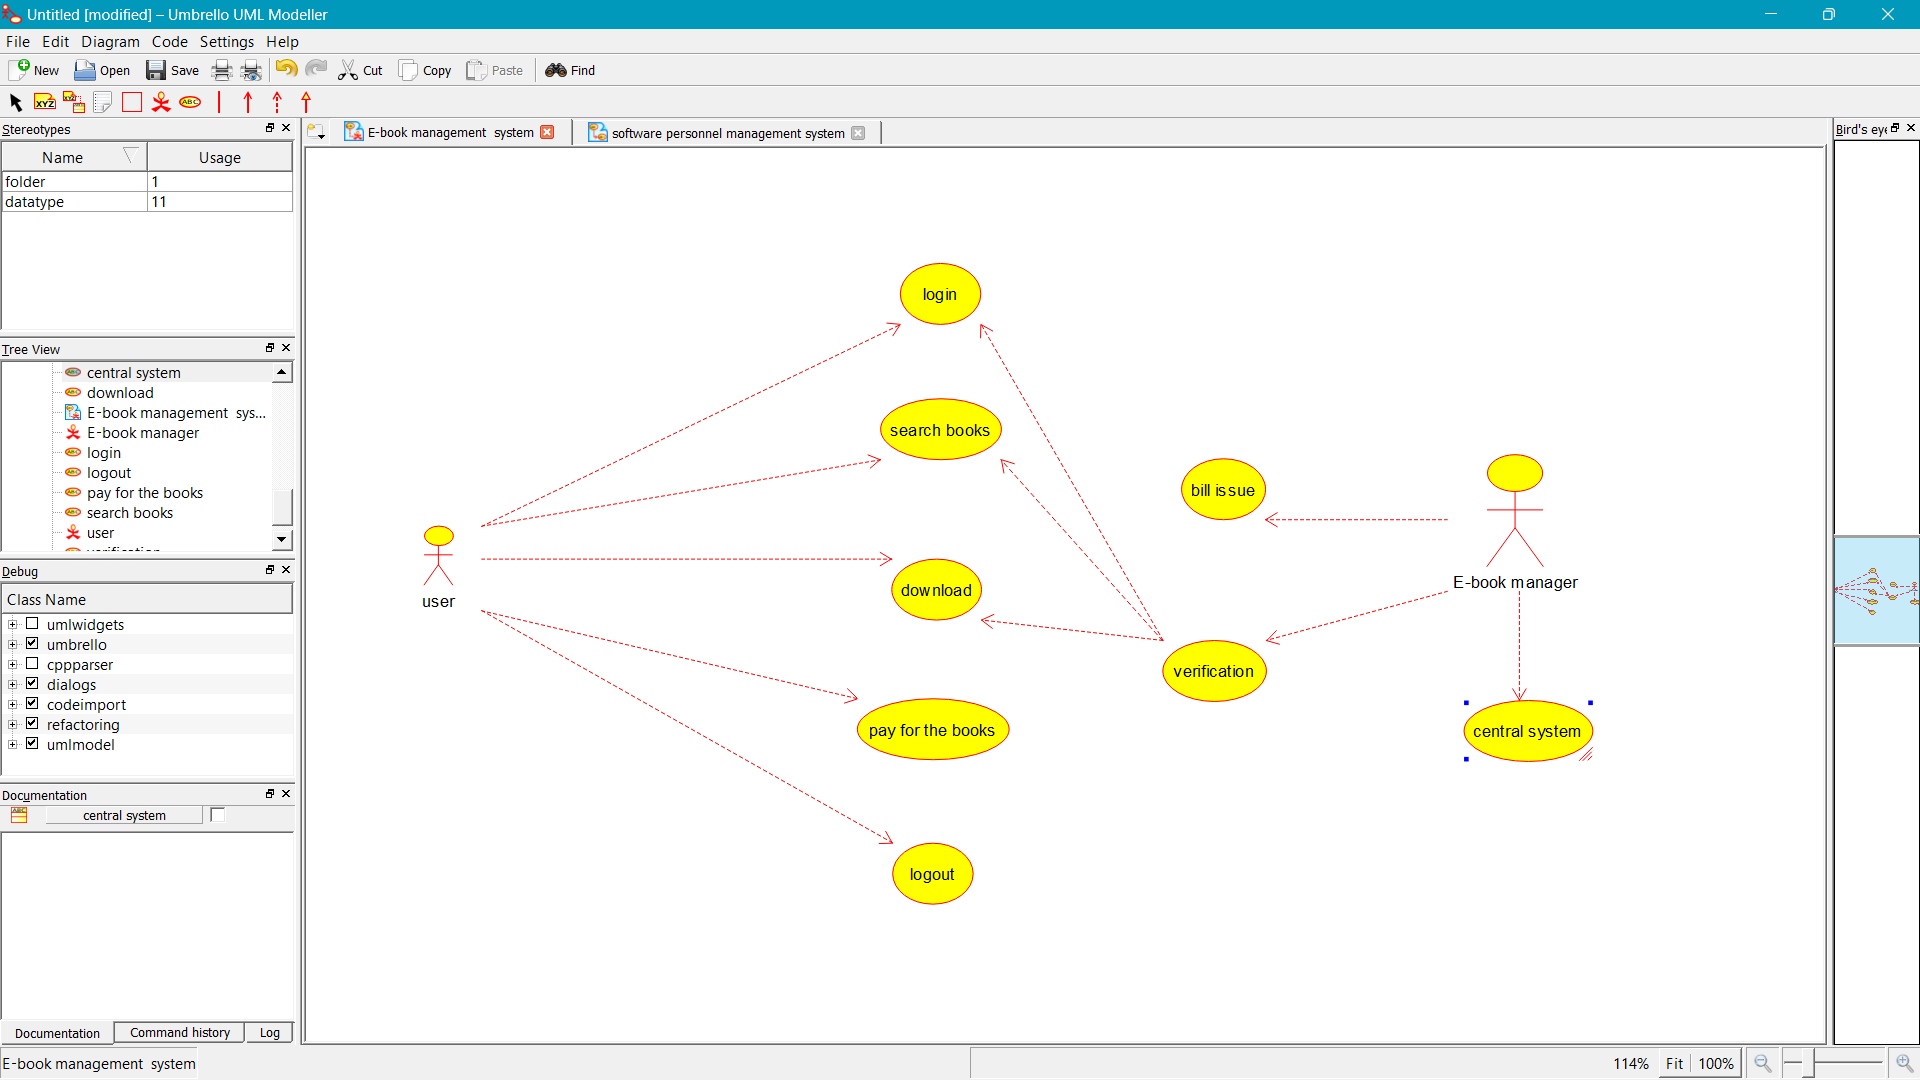 Untitled [modified] – Umbrello UML Modeller
File Edit Diagram Code Settings Help
New Open Save Cut Copy Paste Find
XYZ XYZ ABC
Stereotypes
Name Usage
folder 1
datatype 11
Tree View
central system
download
E-book management sys...
E-book manager
login
logout
pay for the books
search books
user
Debug
Class Name
umlwidgets
umbrello
cppparser
dialogs
codeimport
refactoring
umlmodel
Documentation
central system
Documentation Command history Log
E-book management system
E-book management system software personnel management system
login
search books
bill issue
user
download
E-book manager
verification
pay for the books
central system
logout
Bird's eye
114% Fit 100%